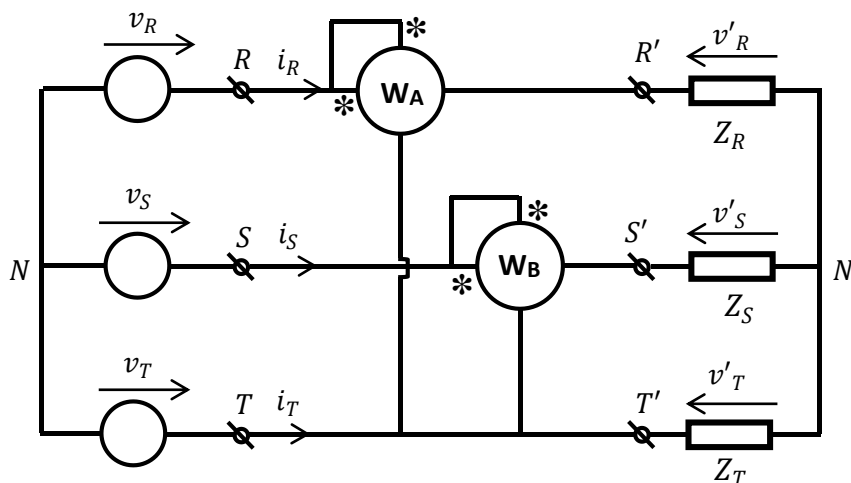 v_R
R
i_R
*
*
W_A
R′
v′_R
Z_R
v_S
S
i_S
*
*
W_B
S′
v′_S
Z_S
N
N
v_T
T
i_T
T′
v′_T
Z_T